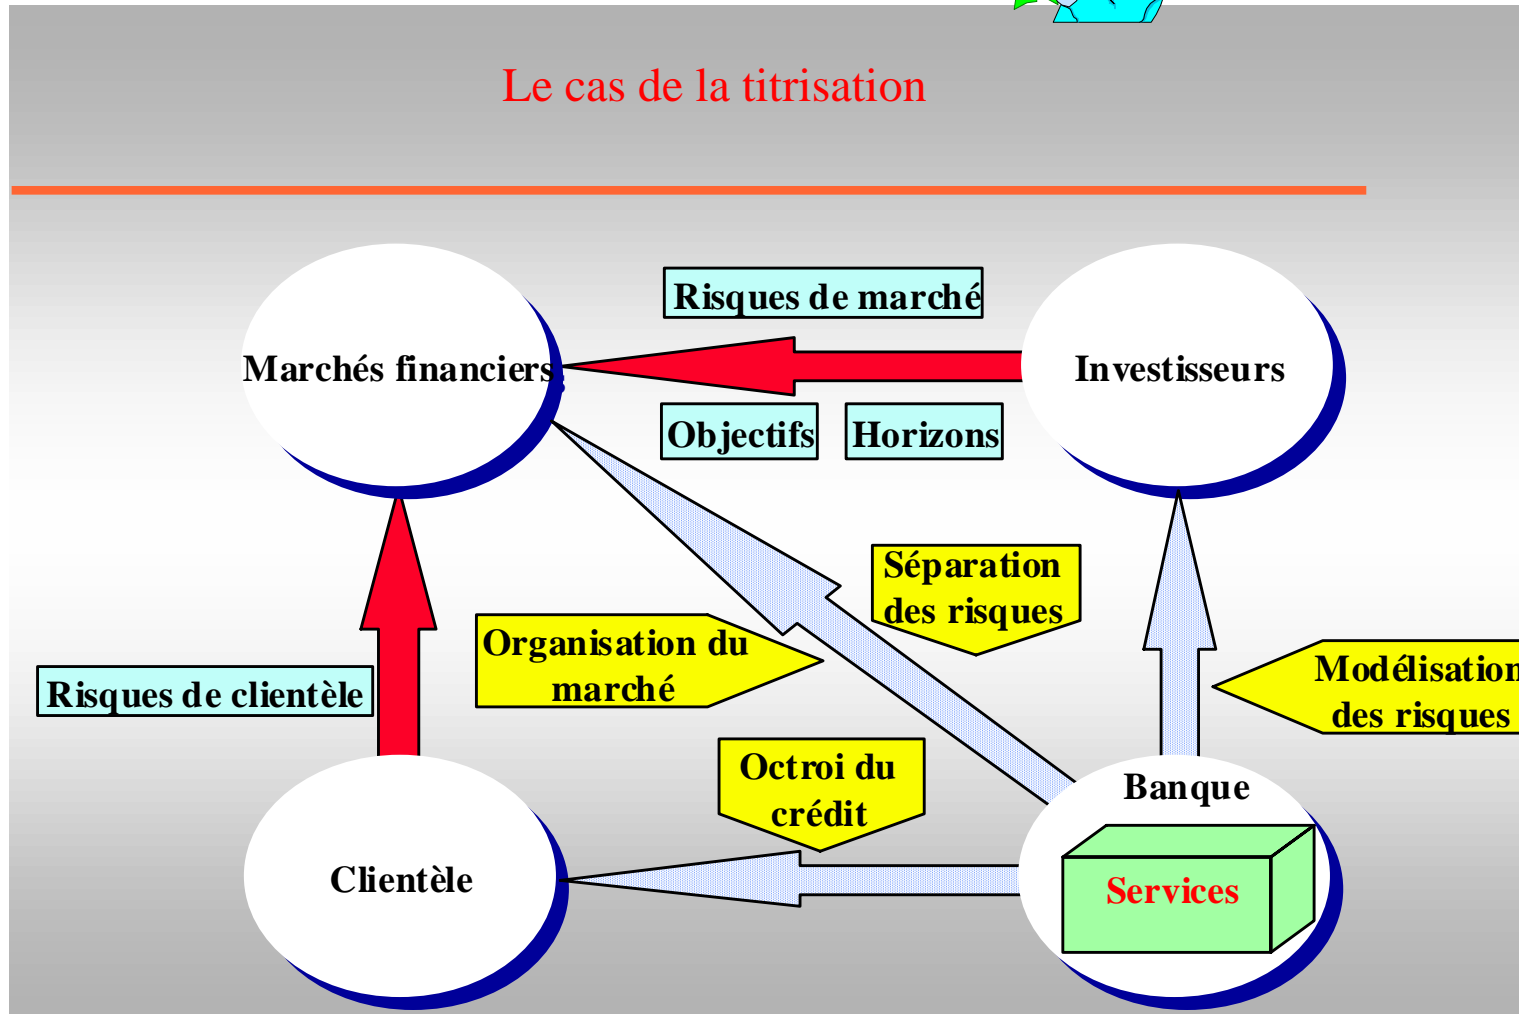 Le cas de la titrisation
Risques de marché
Marchés financiers
Investisseurs
Objectifs
Horizons
Séparation
des risques
Organisation du
marché
Modélisation
des risques
Risques de clientèle
Octroi du
crédit
Banque
Clientèle
Services